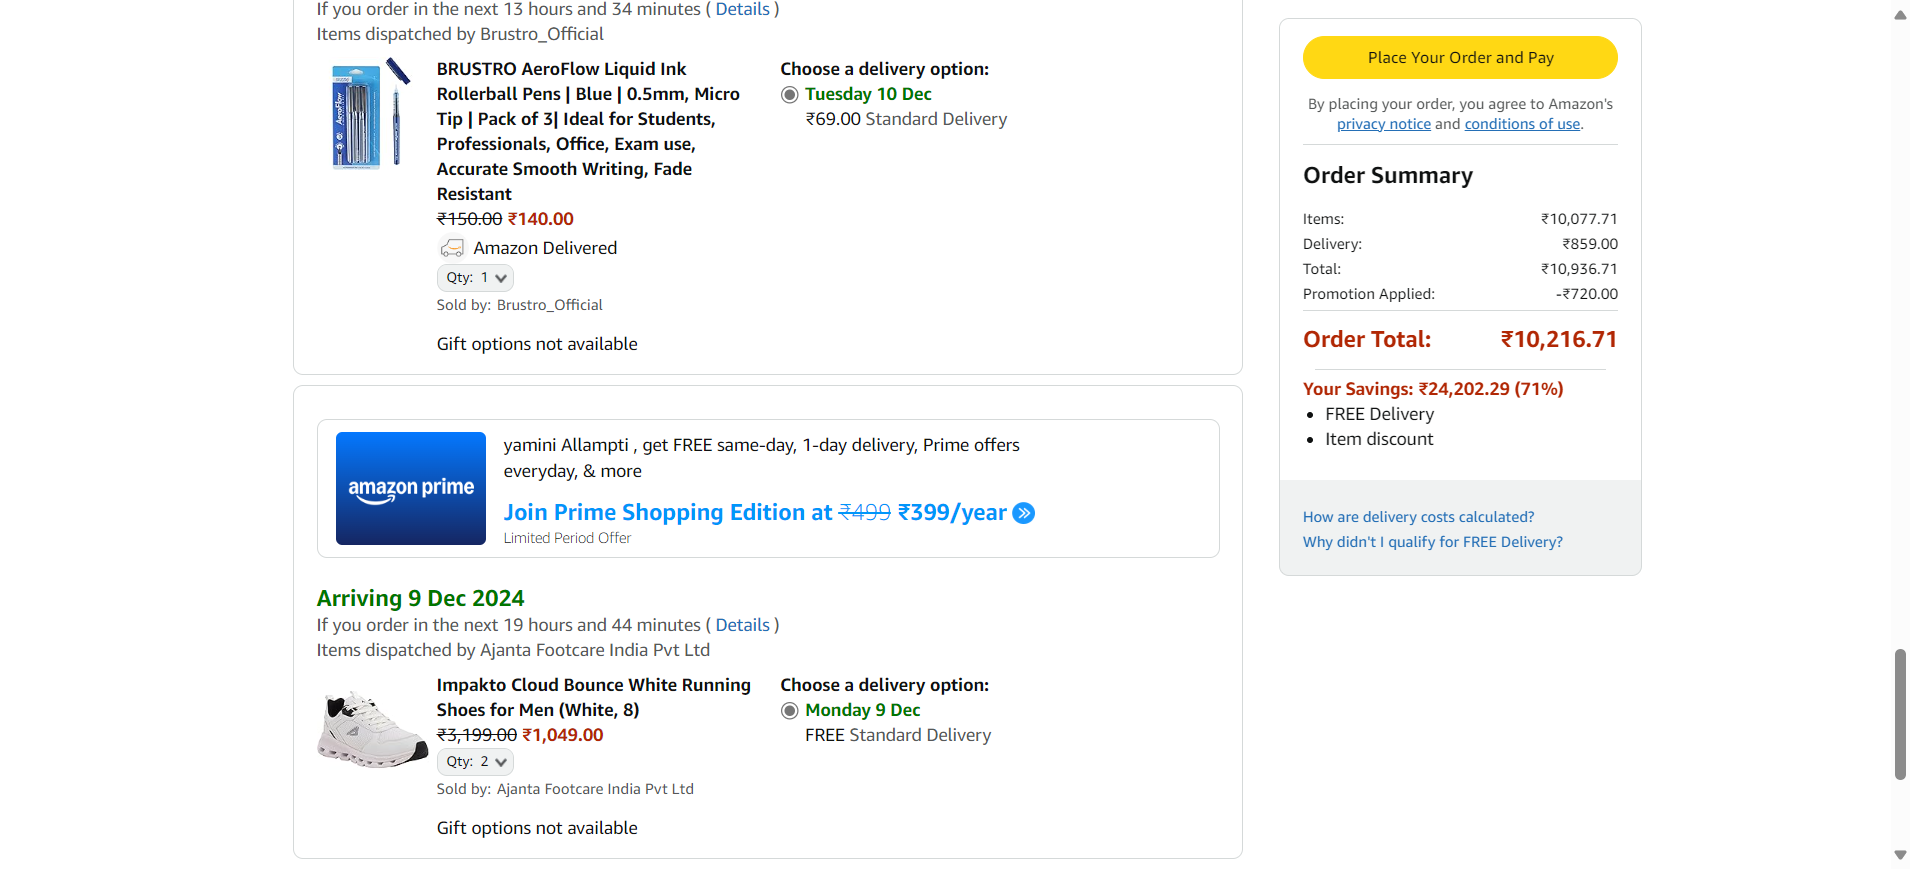 If you order in the next 13 hours and 34 minutes ( Details )
Items dispatched by Brustro_Official
BRUSTRO AeroFlow Liquid Ink
Rollerball Pens | Blue | 0.5mm, Micro
Tip | Pack of 3| Ideal for Students,
Professionals, Office, Exam use,
Accurate Smooth Writing, Fade
Resistant
₹150.00 ₹140.00
Amazon Delivered
Qty: 1
Sold by: Brustro_Official
Gift options not available
Choose a delivery option:
Tuesday 10 Dec
₹69.00 Standard Delivery
AeroFlow
amazon prime
yamini Allampti , get FREE same-day, 1-day delivery, Prime offers
everyday, & more
Join Prime Shopping Edition at ₹499 ₹399/year
Limited Period Offer
Arriving 9 Dec 2024
If you order in the next 19 hours and 44 minutes ( Details )
Items dispatched by Ajanta Footcare India Pvt Ltd
Impakto Cloud Bounce White Running
Shoes for Men (White, 8)
₹3,199.00 ₹1,049.00
Qty: 2
Sold by: Ajanta Footcare India Pvt Ltd
Gift options not available
Choose a delivery option:
Monday 9 Dec
FREE Standard Delivery
Place Your Order and Pay
By placing your order, you agree to Amazon's
privacy notice and conditions of use.
Order Summary
Items: ₹10,077.71
Delivery: ₹859.00
Total: ₹10,936.71
Promotion Applied: -₹720.00
Order Total: ₹10,216.71
Your Savings: ₹24,202.29 (71%)
• FREE Delivery
• Item discount
How are delivery costs calculated?
Why didn't I qualify for FREE Delivery?